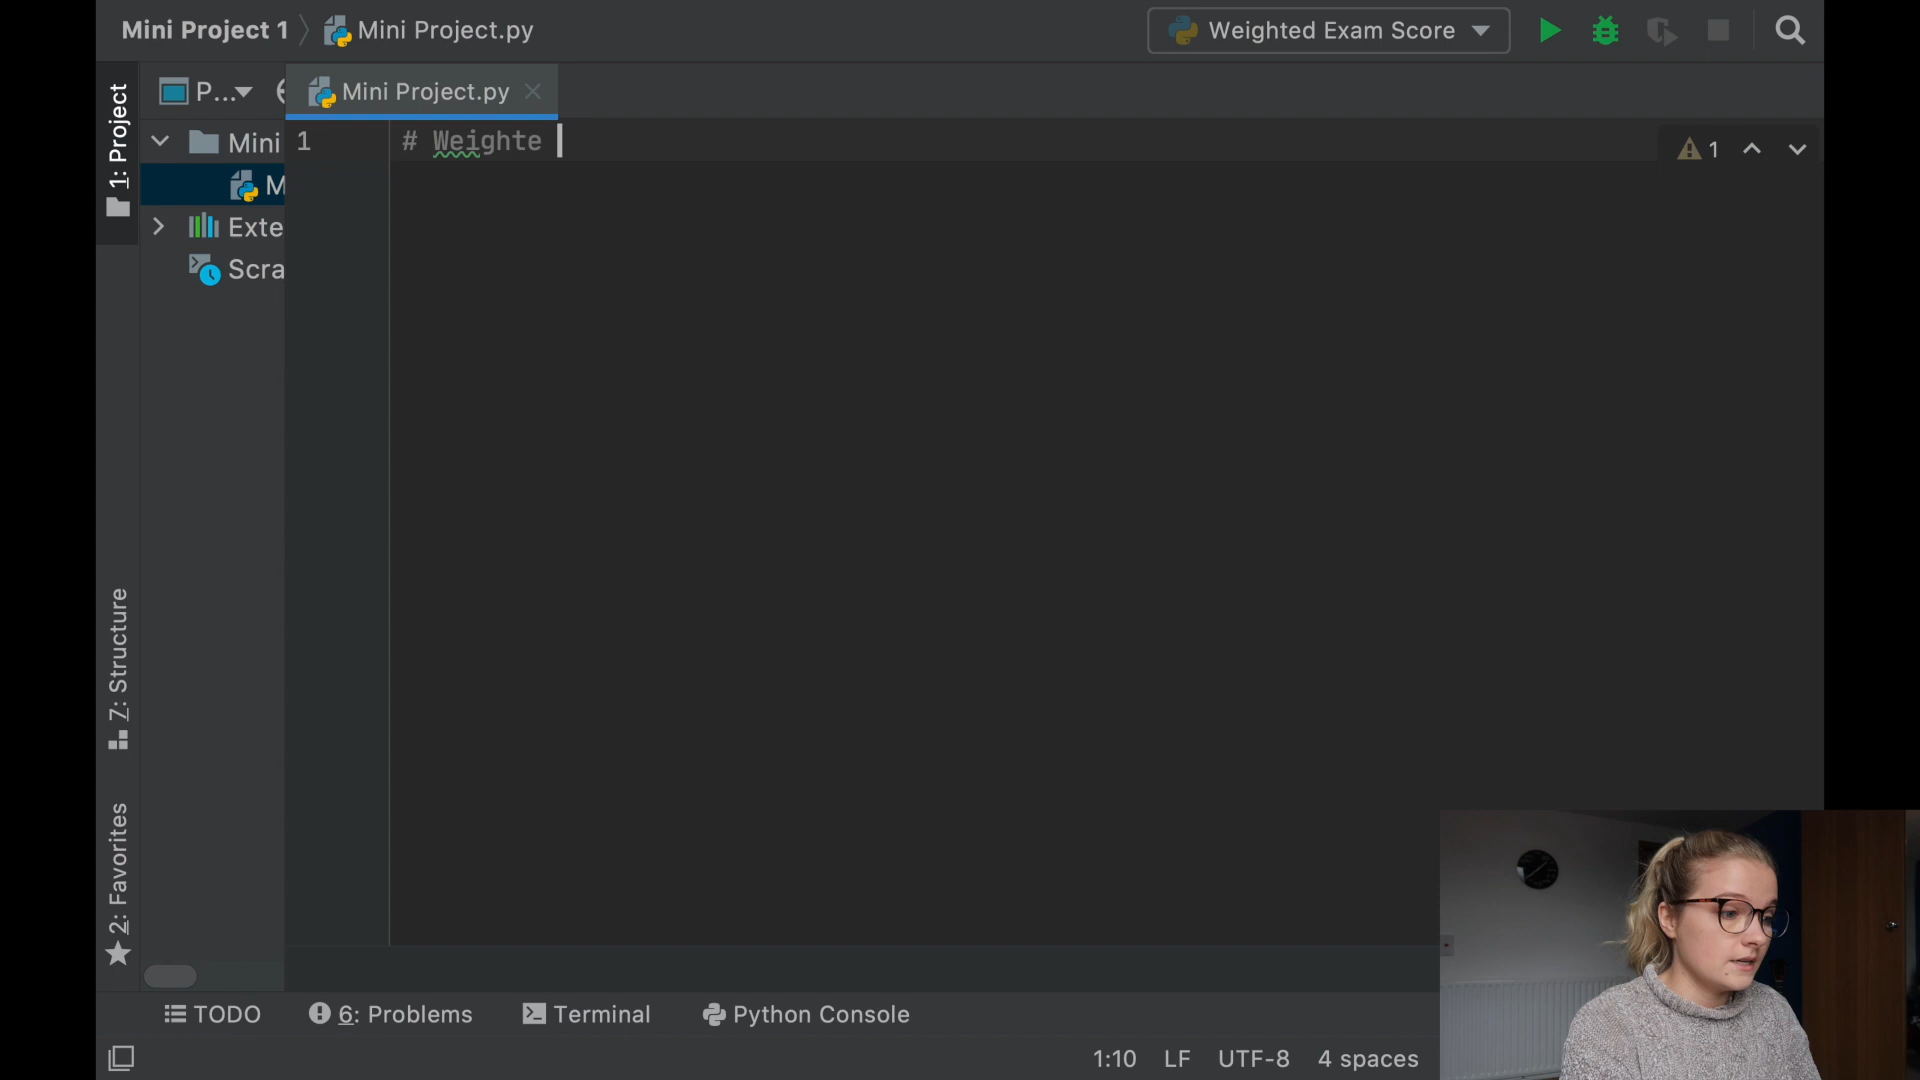 Mini Project 1 Mini Project.py
Weighted Exam Score
1: Project
P...
Mini Project.py
Mini
M
Exte
Scra
1
# Weighte
1
7: Structure
2: Favorites
TODO
6: Problems
Terminal
Python Console
1:10 LF UTF-8 4 spaces